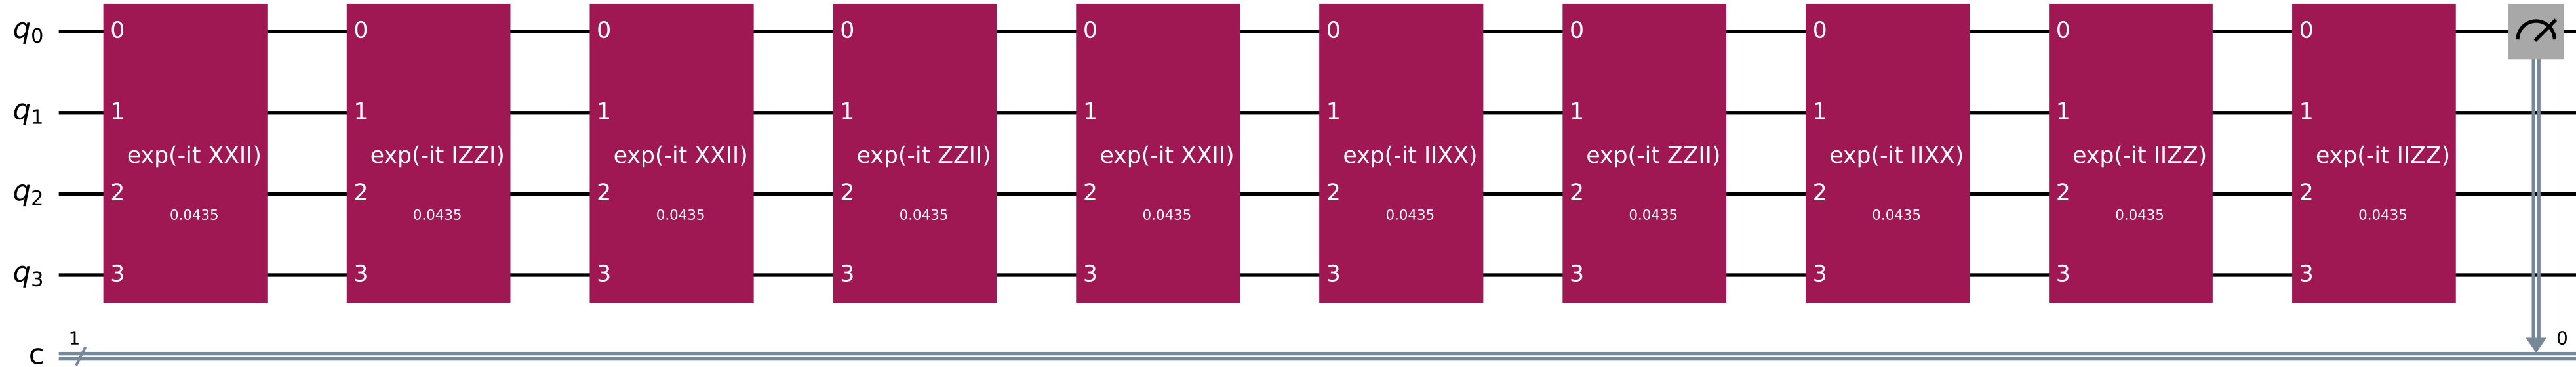 q0 0 0 0 0 0 0 0 0 0 0
q1 1 1 1 1 1 1 1 1 1 1
exp(-it XXII) exp(-it IZZI) exp(-it XXII) exp(-it ZZII) exp(-it XXII) exp(-it IIXX) exp(-it ZZII) exp(-it IIXX) exp(-it IIZZ) exp(-it IIZZ)
q2 2 2 2 2 2 2 2 2 2 2
0.0435 0.0435 0.0435 0.0435 0.0435 0.0435 0.0435 0.0435 0.0435 0.0435
q3 3 3 3 3 3 3 3 3 3 3
1 0
c